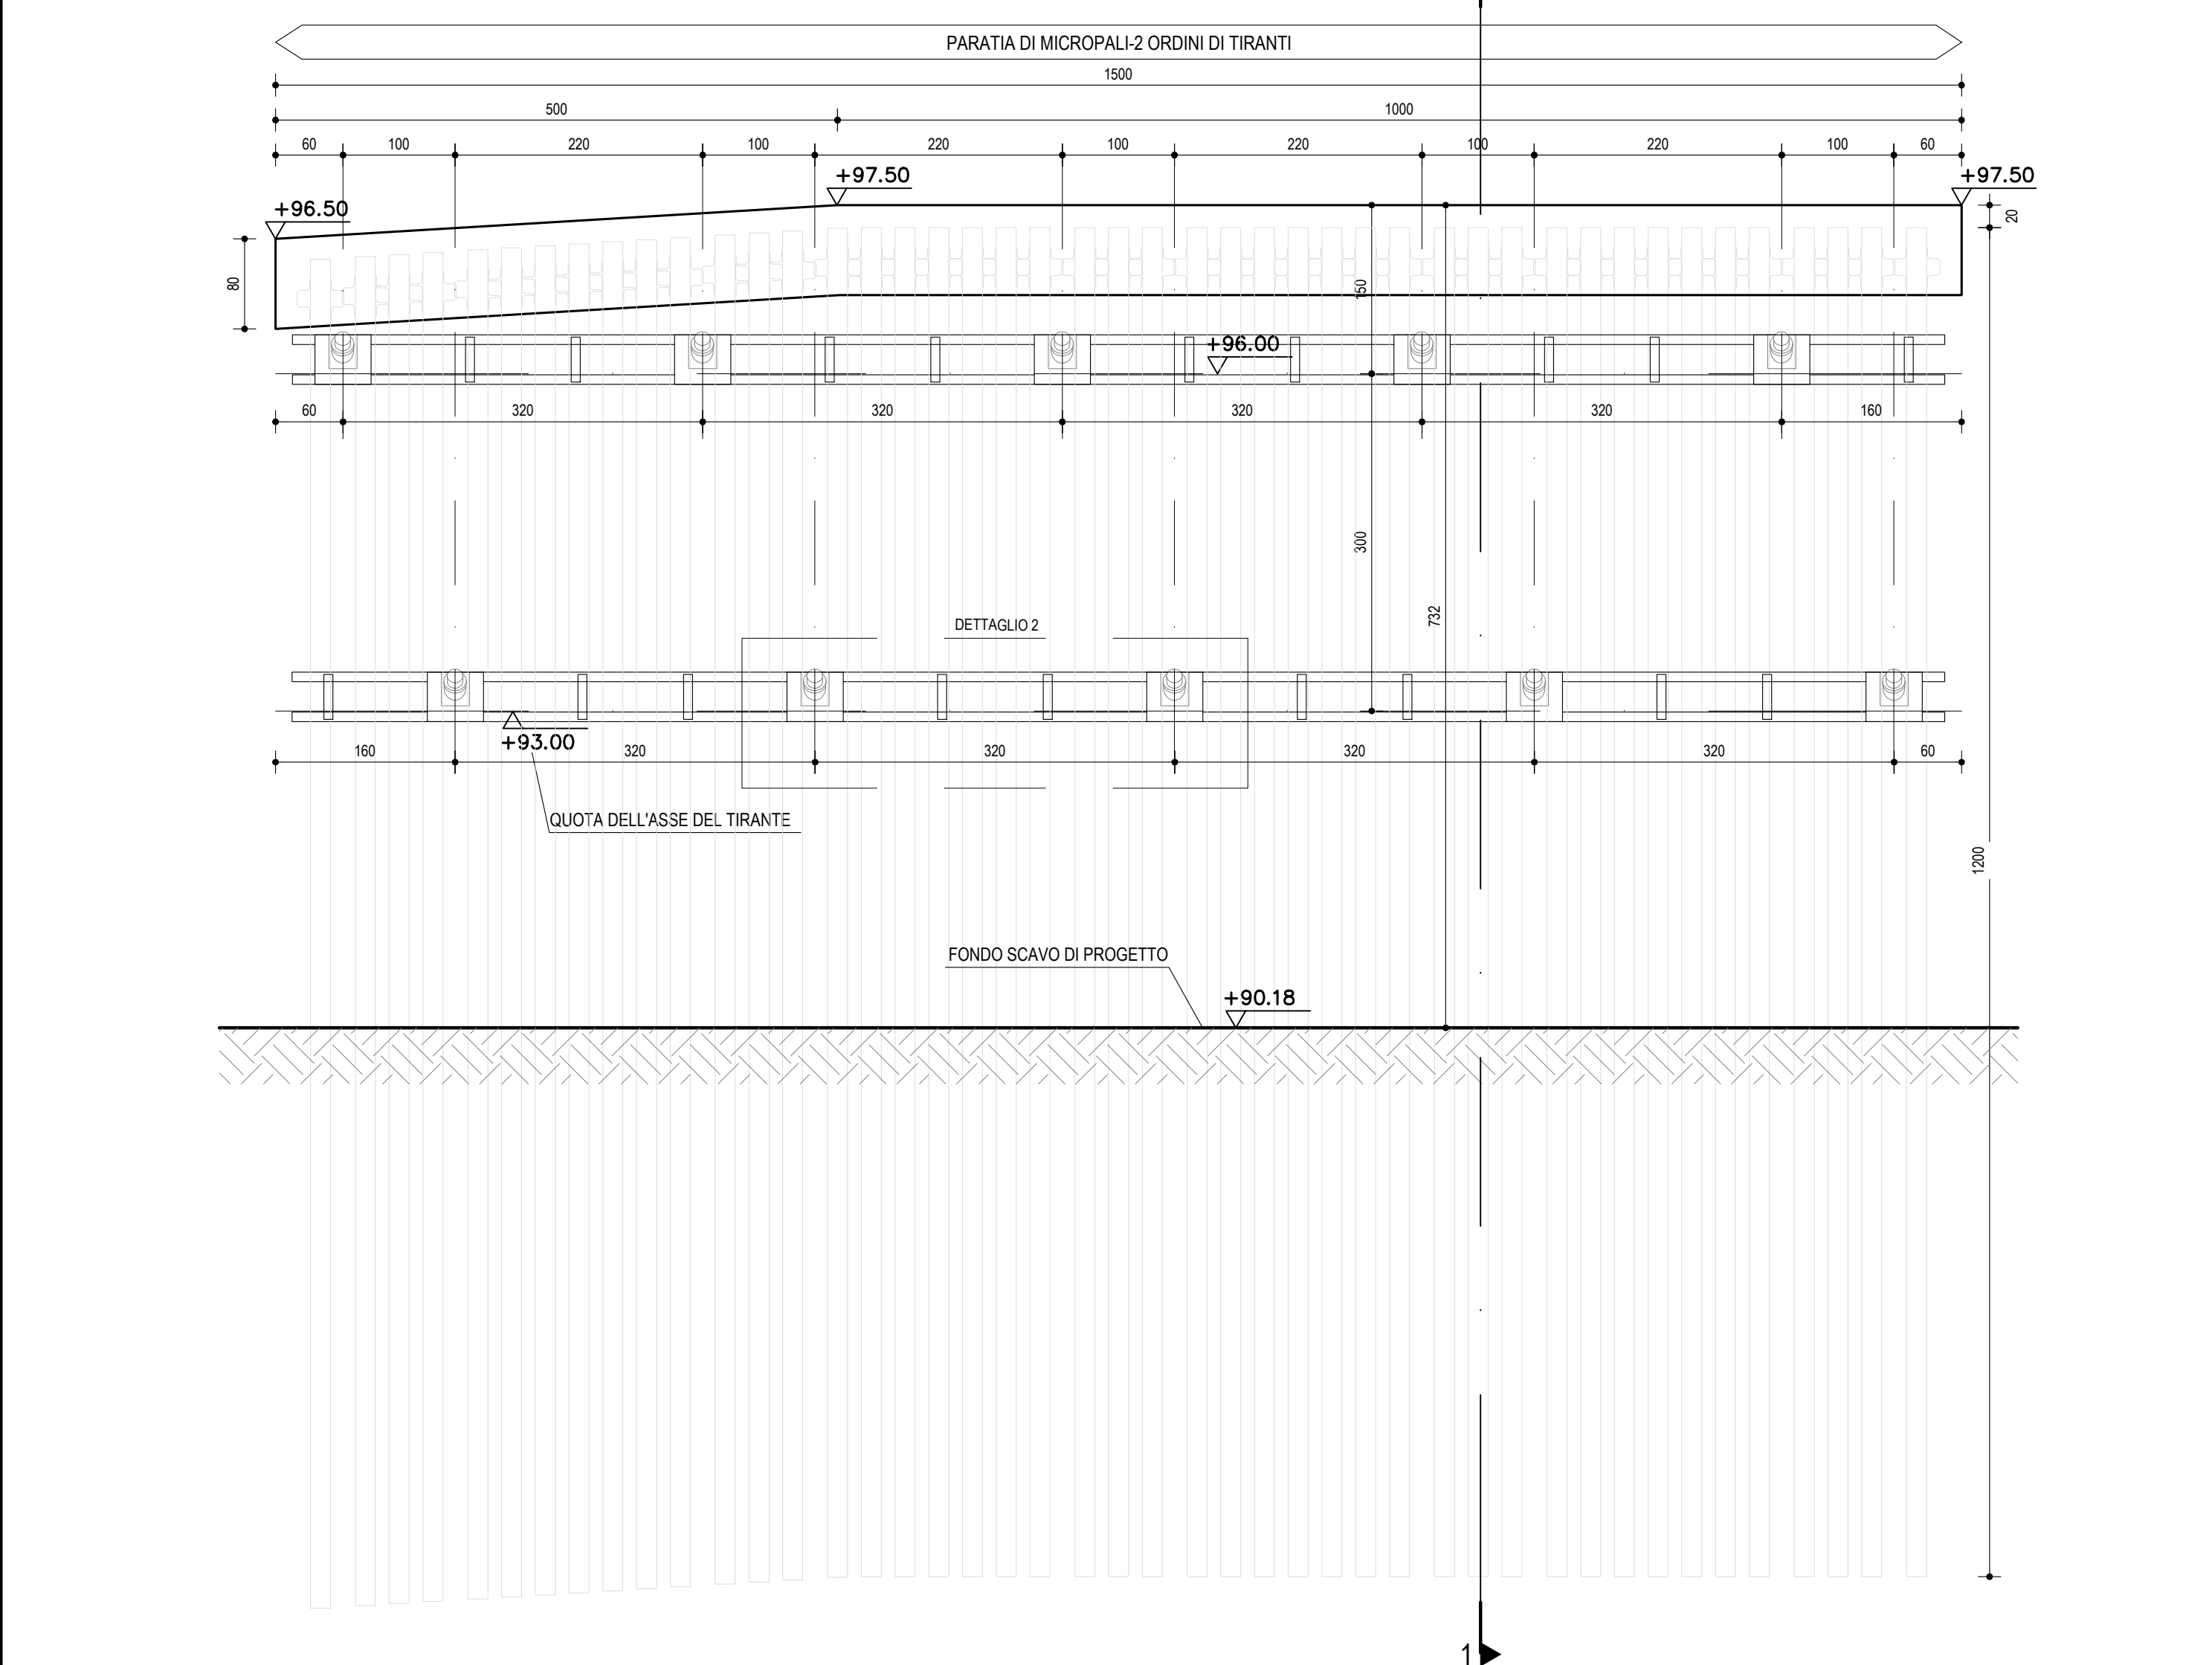 PARATIA DI MICROPALI-2 ORDINI DI TIRANTI
1500
500 1000
60 100 220 100 220 100 220 100 220 100 60
+96.50 +97.50 +97.50
20
80
150
+96.00
60 320 320 320 320 160
300
732
DETTAGLIO 2
+93.00
160 320 320 320 320 60
QUOTA DELL'ASSE DEL TIRANTE
1200
FONDO SCAVO DI PROGETTO
+90.18
1